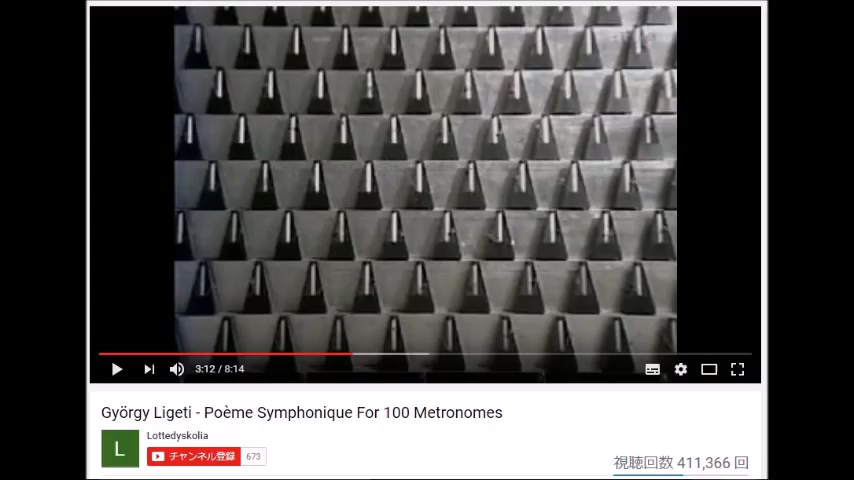 3:12 / 8:14
György Ligeti - Poème Symphonique For 100 Metronomes
L
Lottedyskolia
チャンネル登録 673
視聴回数 411,366 回